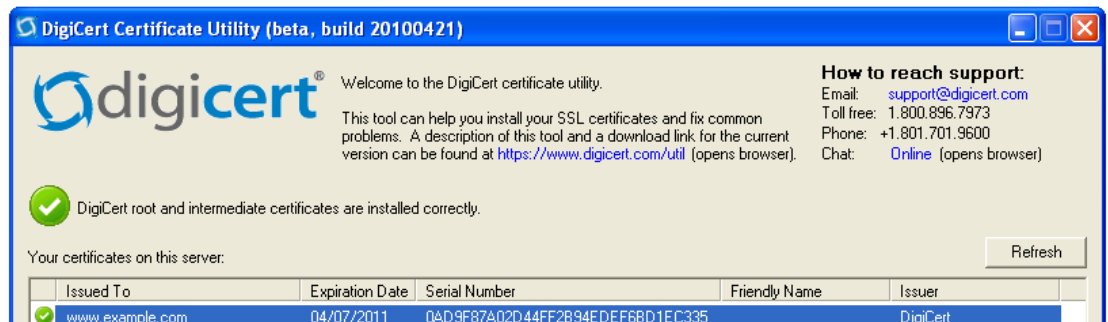 DigiCert Certificate Utility (beta, build 20100421)
digicert®
Welcome to the DigiCert certificate utility.
This tool can help you install your SSL certificates and fix common
problems. A description of this tool and a download link for the current
version can be found at https://www.digicert.com/util (opens browser).
How to reach support:
Email: support@digicert.com
Toll free: 1.800.896.7973
Phone: +1.801.701.9600
Chat: Online (opens browser)
DigiCert root and intermediate certificates are installed correctly.
Your certificates on this server:
Refresh
Issued To Expiration Date Serial Number Friendly Name Issuer
www.example.com 04/07/2011 0AD9F87A02D44FF2B94EDEF6BD1EC335 DigiCert